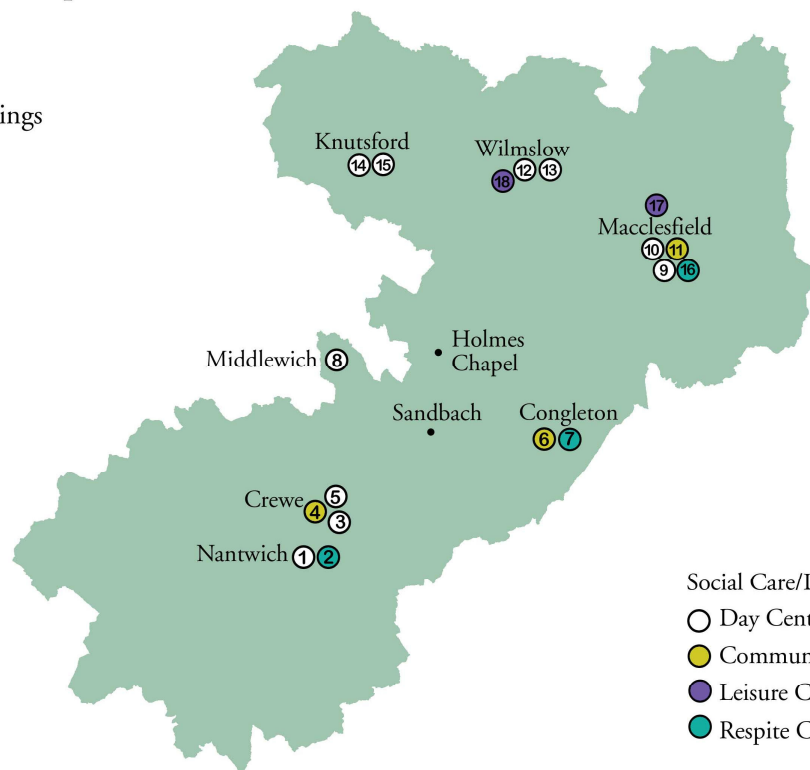 ings
Knutsford
14 15
Wilmslow
18 12 13
17
Macclesfield
10 11
9 16
Holmes
Chapel
Middlewich 8
Sandbach
Congleton
6 7
5
Crewe 4
3
Nantwich 1 2
Social Care/
Day Cent
Commun
Leisure C
Respite C